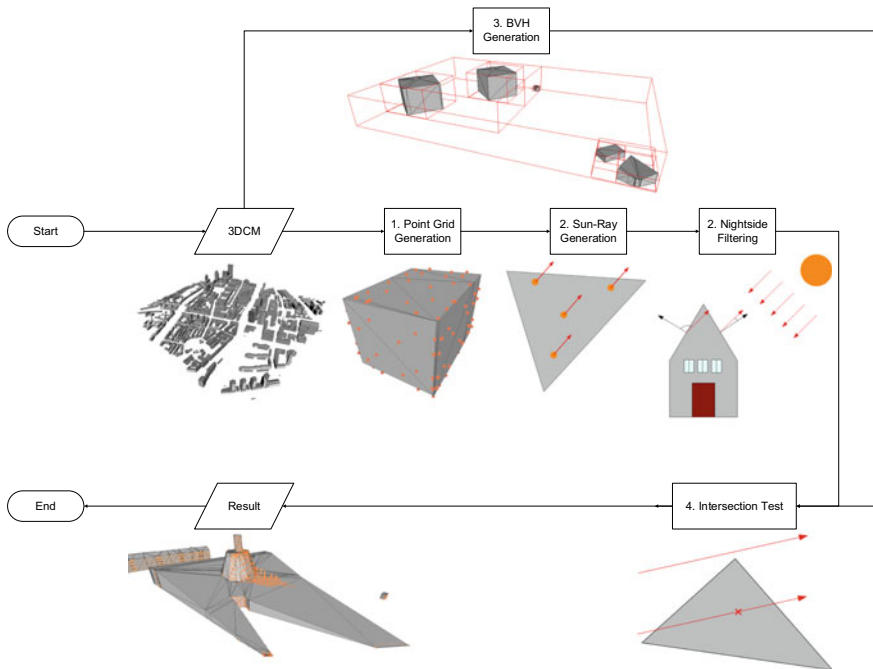 3. BVH
Generation
Start
3DCM
1. Point Grid
Generation
2. Sun-Ray
Generation
2. Nightside
Filtering
End
Result
4. Intersection Test